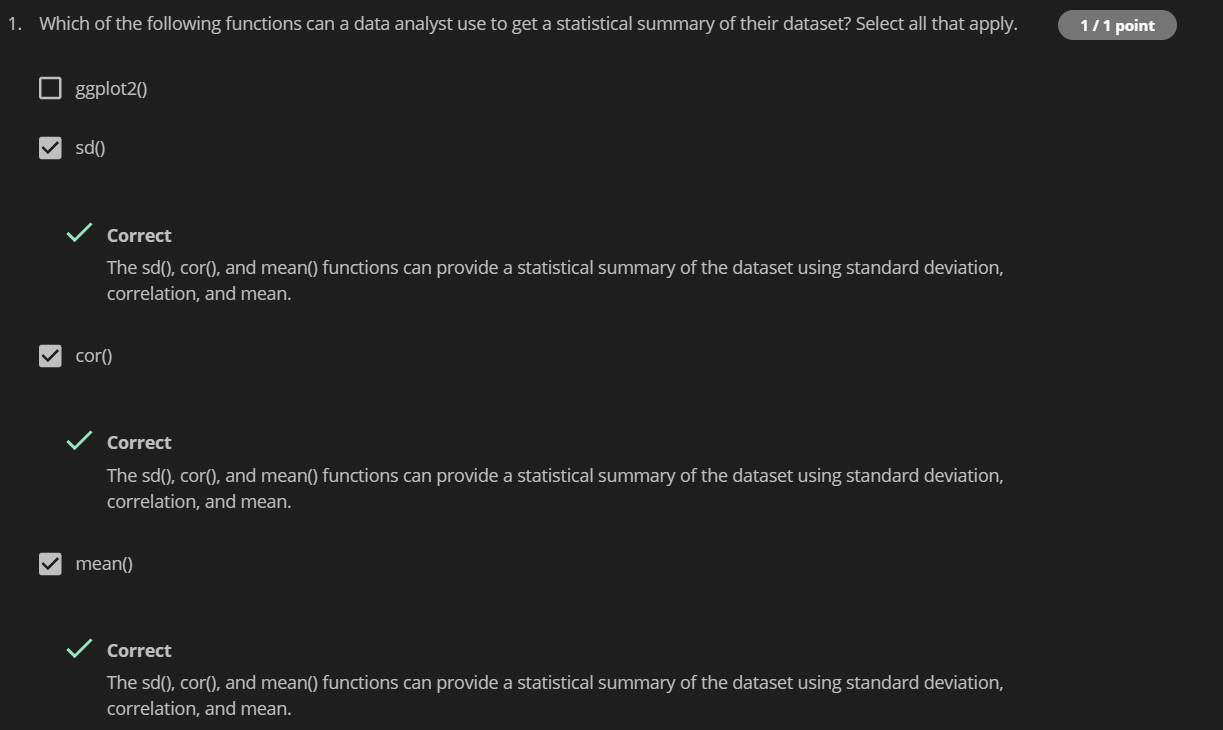 1. Which of the following functions can a data analyst use to get a statistical summary of their dataset? Select all that apply. 1 / 1 point
ggplot2()
sd()
Correct
The sd(), cor(), and mean() functions can provide a statistical summary of the dataset using standard deviation,
correlation, and mean.
cor()
Correct
The sd(), cor(), and mean() functions can provide a statistical summary of the dataset using standard deviation,
correlation, and mean.
mean()
Correct
The sd(), cor(), and mean() functions can provide a statistical summary of the dataset using standard deviation,
correlation, and mean.